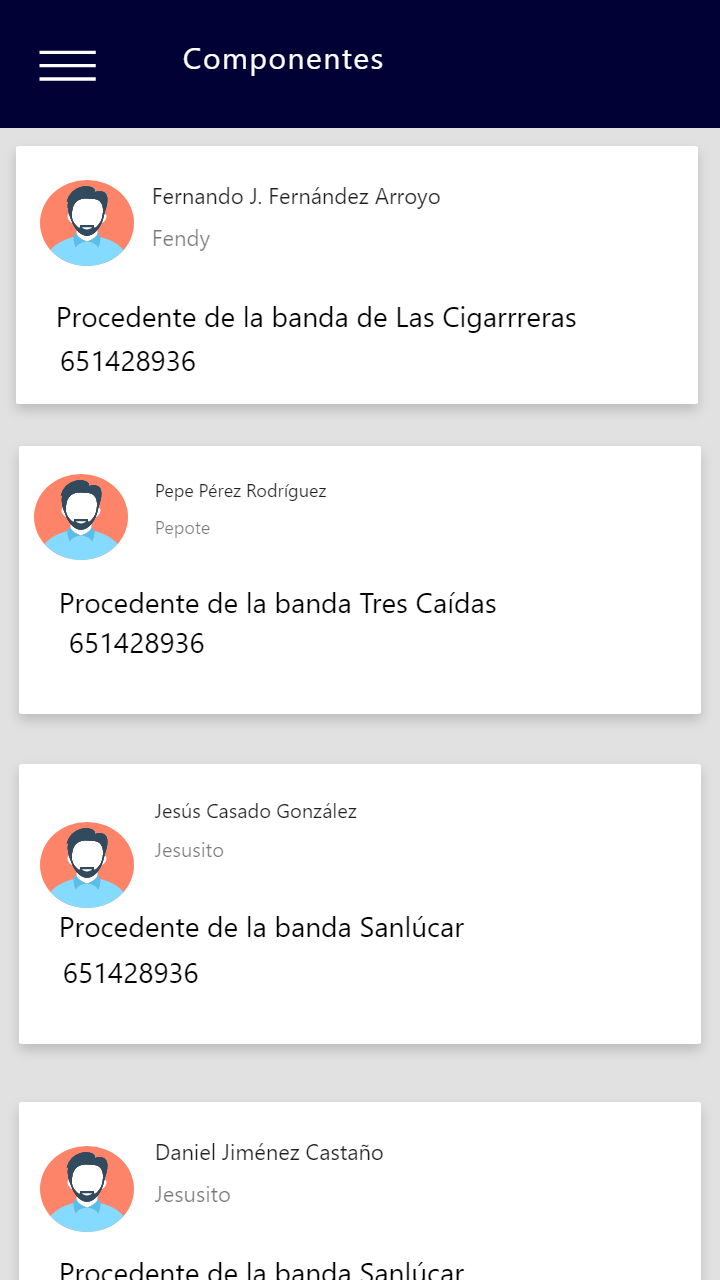 Componentes
Fernando J. Fernández Arroyo
Fendy
Procedente de la banda de Las Cigarrreras
651428936
Pepe Pérez Rodríguez
Pepote
Procedente de la banda Tres Caídas
651428936
Jesús Casado González
Jesusito
Procedente de la banda Sanlúcar
651428936
Daniel Jiménez Castaño
Jesusito
Procedente de la banda Sanlúcar